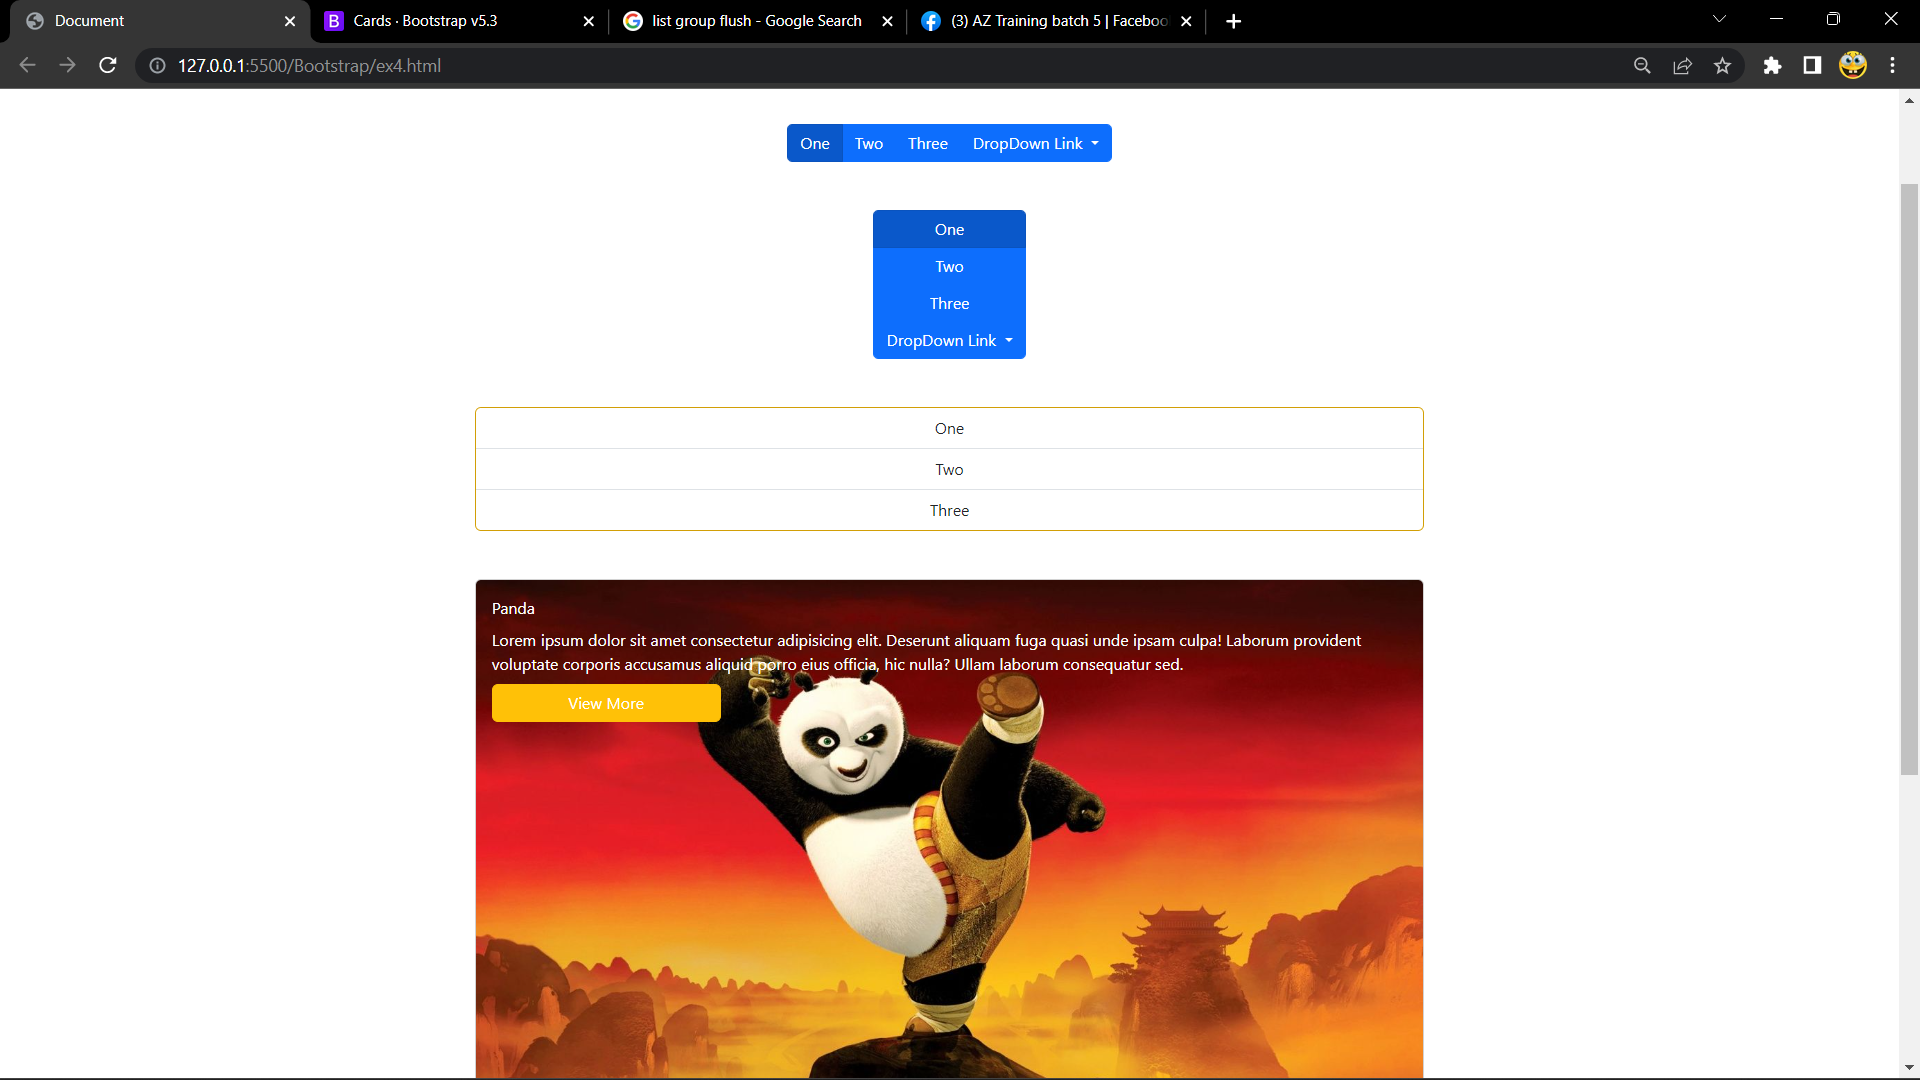 Document
Cards · Bootstrap v5.3
list group flush - Google Search
(3) AZ Training batch 5 | Faceboo
127.0.0.1:5500/Bootstrap/ex4.html
One Two Three DropDown Link
One
Two
Three
DropDown Link
One
Two
Three
Panda
Lorem ipsum dolor sit amet consectetur adipisicing elit. Deserunt aliquam fuga quasi unde ipsam culpa! Laborum provident
voluptate corporis accusamus aliquid porro eius officia, hic nulla? Ullam laborum consequatur sed.
View More